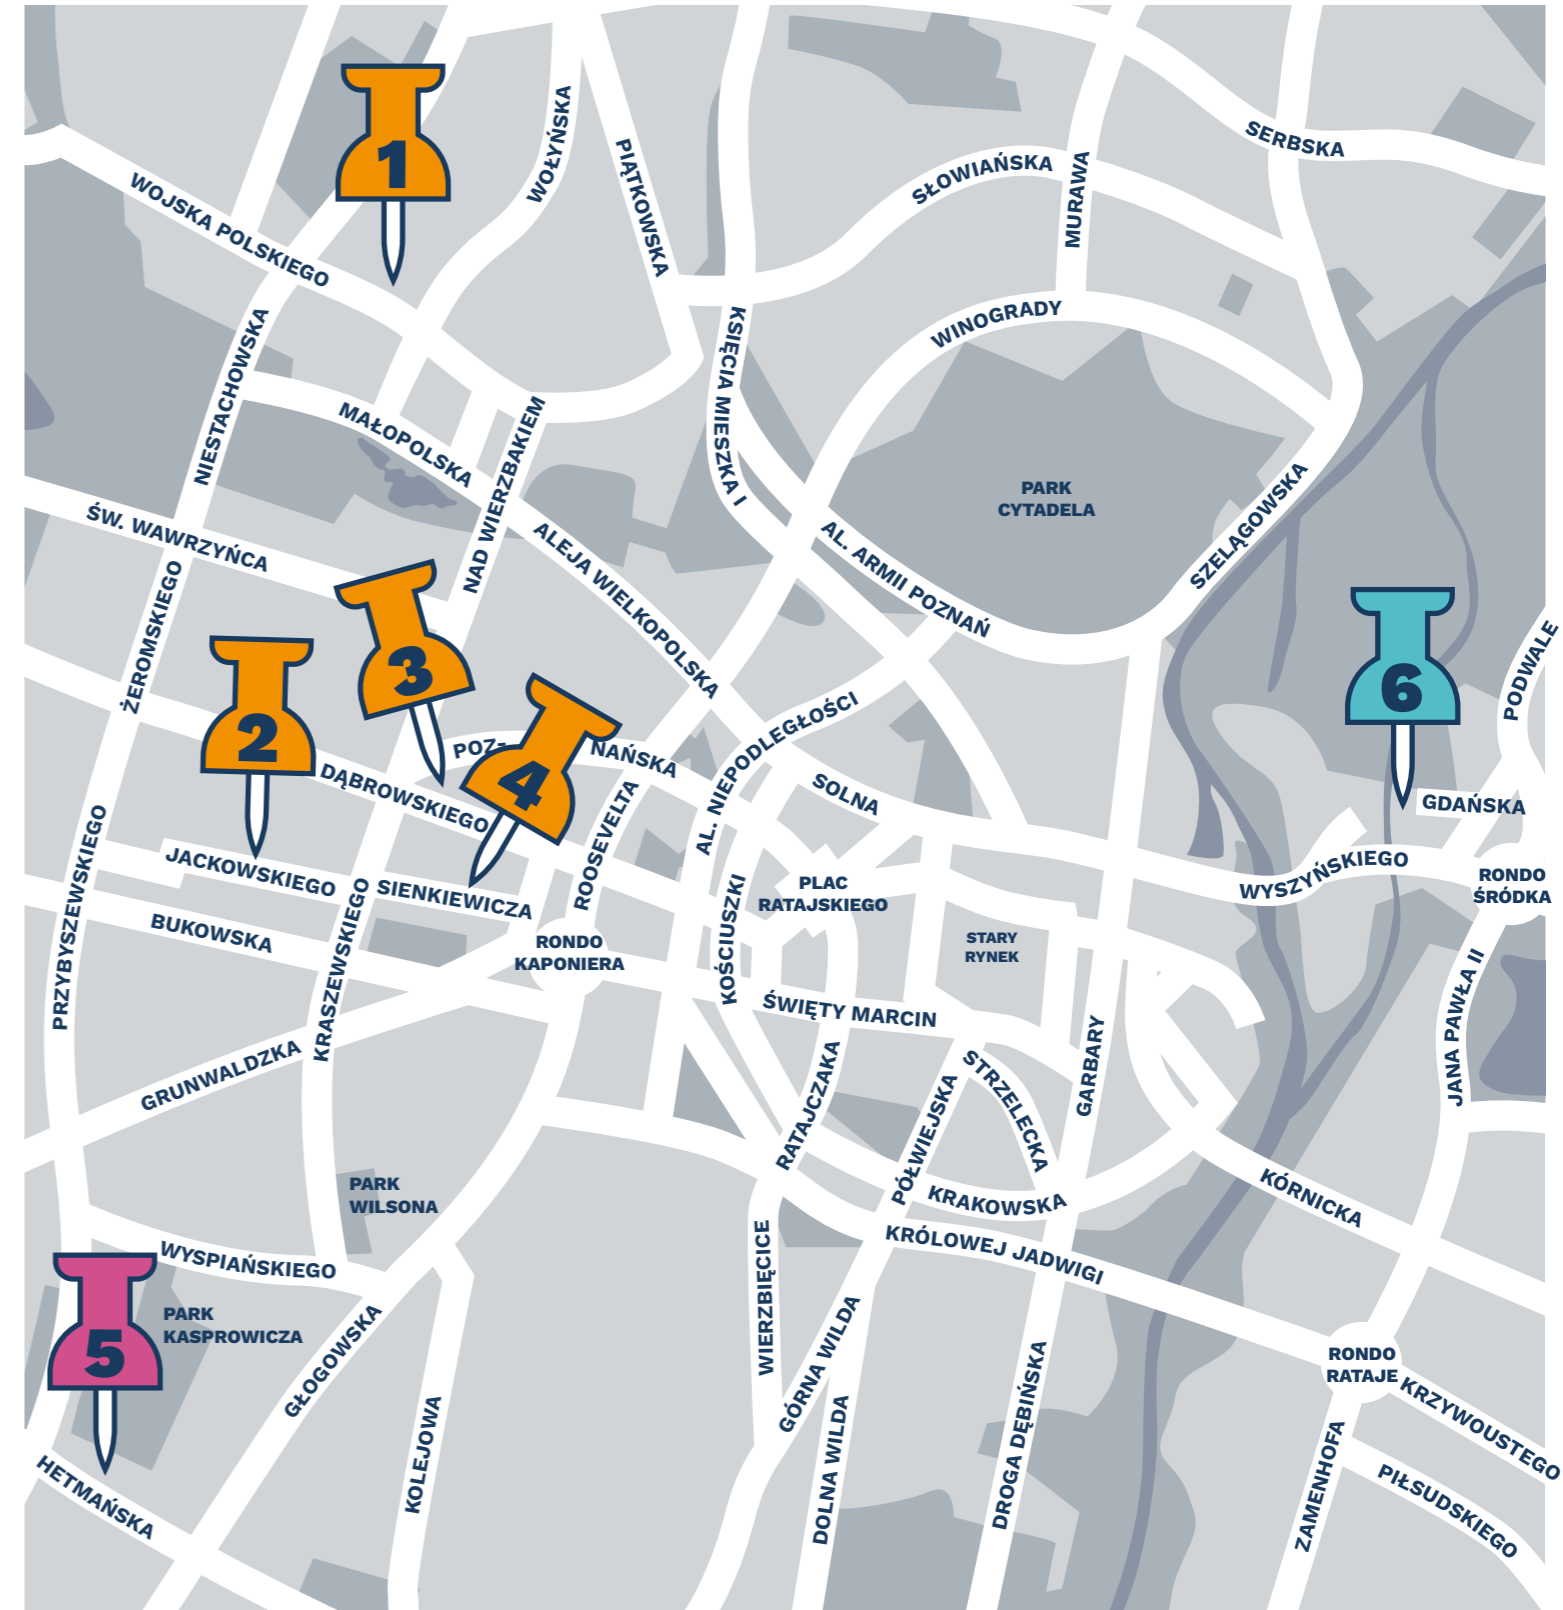 1
WOJSKA POLSKIEGO
WOŁYŃSKA
PIĄTKOWSKA
SŁOWIAŃSKA
MURAWA
SERBSKA
NIESTACHOWSKA
MAŁOPOLSKA
KSIĘCIA MIESZKA I
WINOGRADY
NAD WIERZBAKIEM
PARK
CYTADELA
ŚW. WAWRZYŃCA
ALEJA WIELKOPOLSKA
AL. ARMII POZNAŃ
SZELĄGOWSKA
ŻEROMSKIEGO
3
2
4
6
PODWALE
POZ-
NAŃSKA
DĄBROWSKIEGO
ROOSEVELTA
AL. NIEPODLEGŁOŚCI
SOLNA
GDAŃSKA
JACKOWSKIEGO
SIENKIEWICZA
PRZYBYSZEWSKIEGO
BUKOWSKA
KRASZEWSKIEGO
RONDO
KAPONIERA
KOŚCIUSZKI
PLAC
RATAJSKIEGO
STARY
RYNEK
WYSZYŃSKIEGO
RONDO
ŚRÓDKA
ŚWIĘTY MARCIN
GRUNWALDZKA
RATAJCZAKA
PÓŁWIEJSKA
STRZELECKA
GARBARY
JANA PAWŁA II
PARK
WILSONA
KRAKOWSKA
KÓRNICKA
KRÓLOWEJ JADWIGI
WYSPIAŃSKIEGO
5
PARK
KASPROWICZA
GŁOGOWSKA
WIERZBIĘCICE
GÓRNA WILDA
DOLNA WILDA
DROGA DĘBIŃSKA
RONDO
RATAJE
KRZYWOUSTEGO
HETMAŃSKA
KOLEJOWA
ZAMENHOFA
PIŁSUDSKIEGO